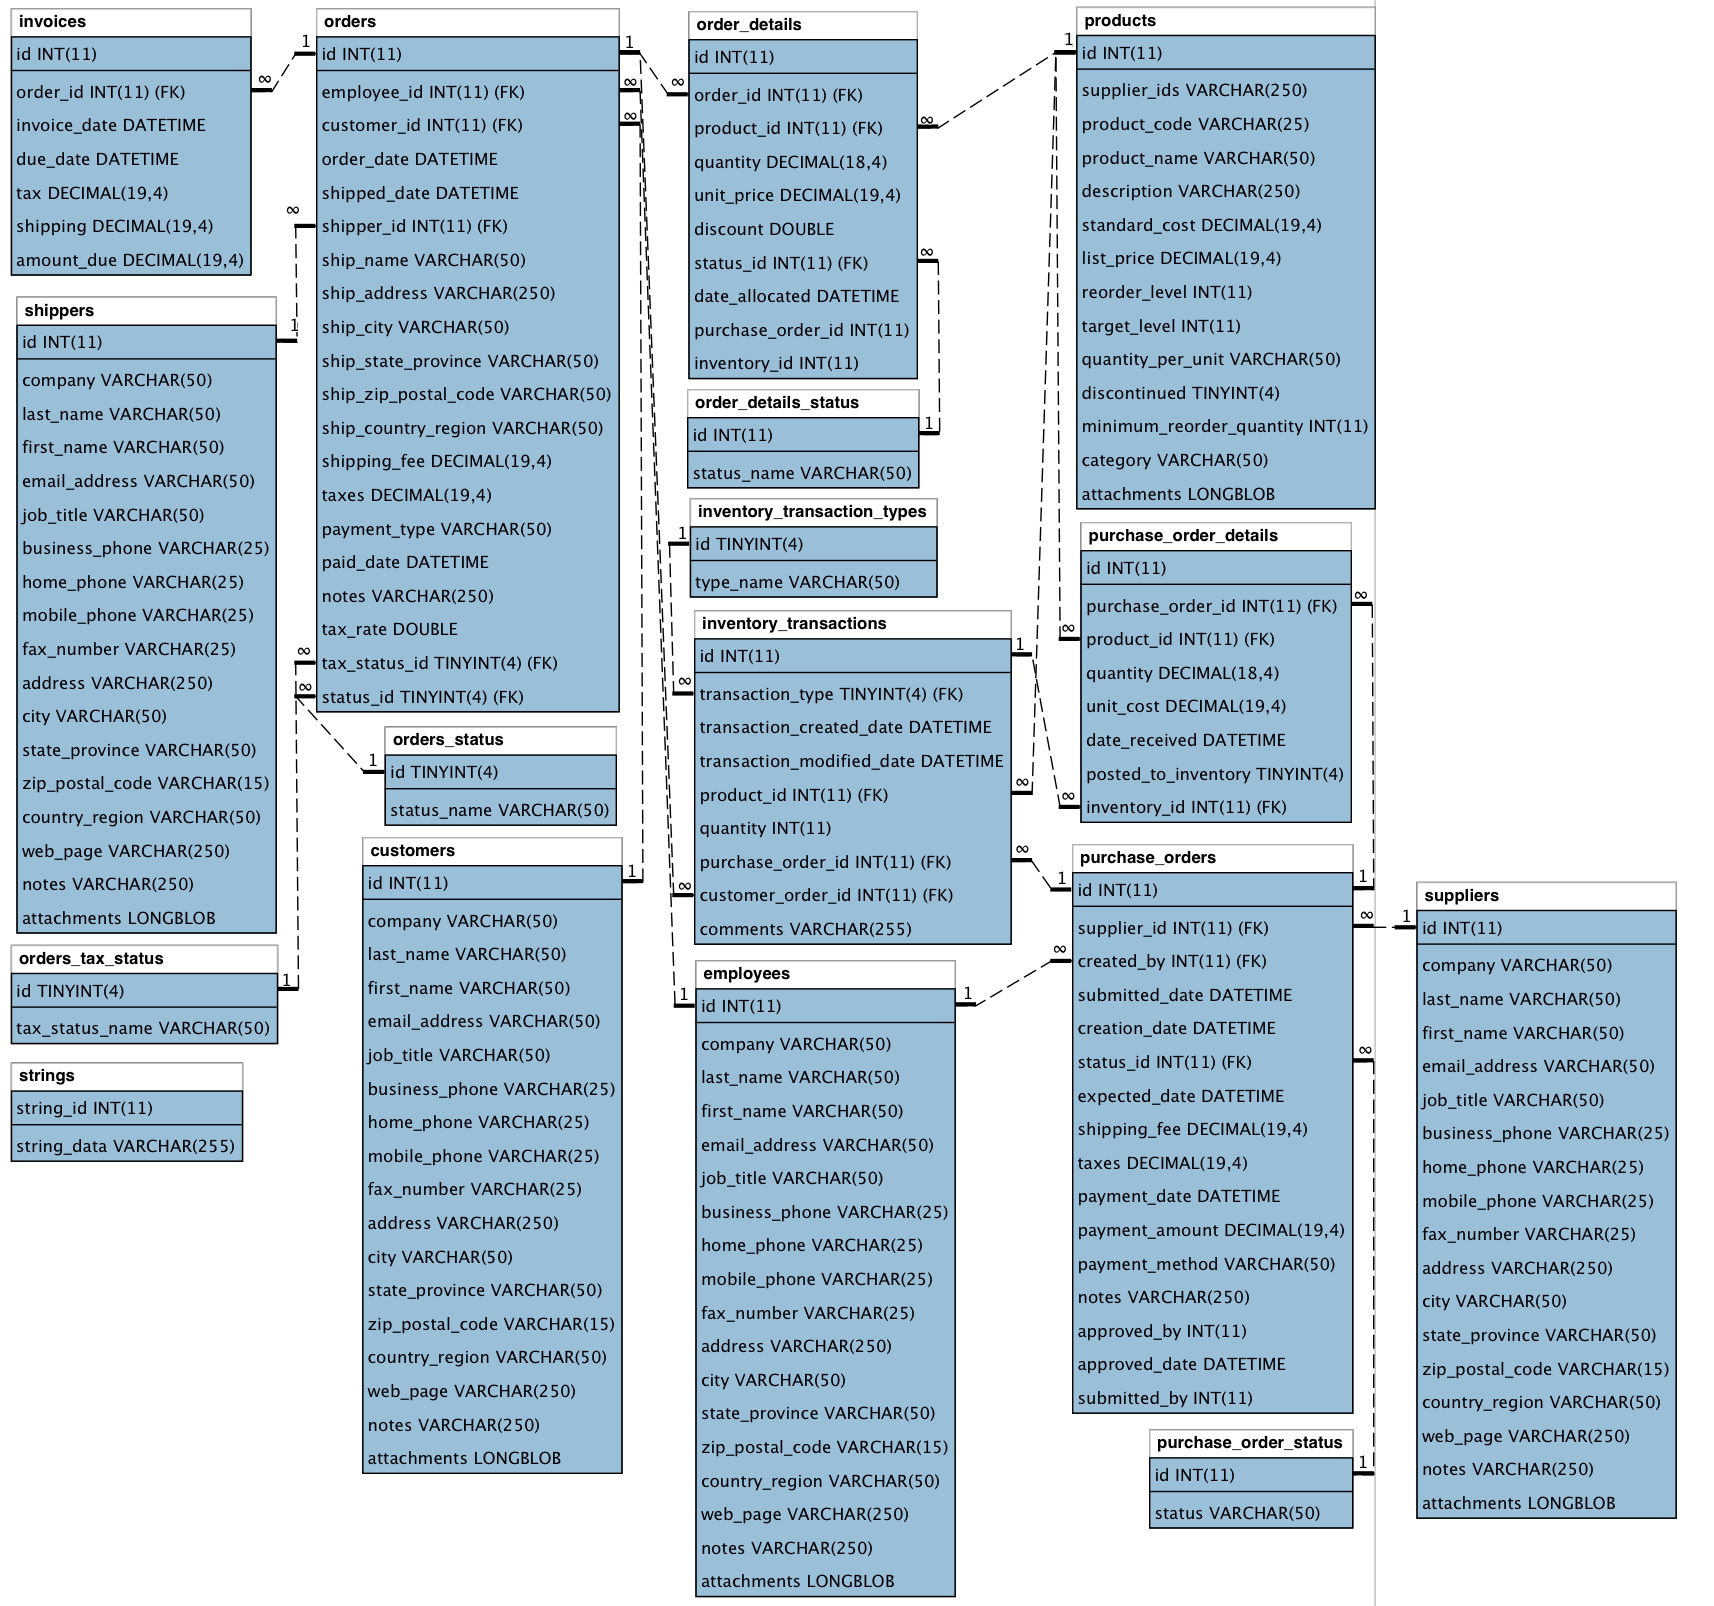 invoices
id INT(11)
order_id INT(11) (FK)
invoice_date DATETIME
due_date DATETIME
tax DECIMAL(19,4)
shipping DECIMAL(19,4)
amount_due DECIMAL(19,4)
∞
1
shippers
id INT(11)
company VARCHAR(50)
last_name VARCHAR(50)
first_name VARCHAR(50)
email_address VARCHAR(50)
job_title VARCHAR(50)
business_phone VARCHAR(25)
home_phone VARCHAR(25)
mobile_phone VARCHAR(25)
fax_number VARCHAR(25)
address VARCHAR(250)
city VARCHAR(50)
state_province VARCHAR(50)
zip_postal_code VARCHAR(15)
country_region VARCHAR(50)
web_page VARCHAR(250)
notes VARCHAR(250)
attachments LONGBLOB
∞
1
orders_tax_status
id TINYINT(4)
tax_status_name VARCHAR(50)
1
strings
string_id INT(11)
string_data VARCHAR(255)
orders
id INT(11)
employee_id INT(11) (FK)
customer_id INT(11) (FK)
order_date DATETIME
shipped_date DATETIME
shipper_id INT(11) (FK)
ship_name VARCHAR(50)
ship_address VARCHAR(250)
ship_city VARCHAR(50)
ship_state_province VARCHAR(50)
ship_zip_postal_code VARCHAR(50)
ship_country_region VARCHAR(50)
shipping_fee DECIMAL(19,4)
taxes DECIMAL(19,4)
payment_type VARCHAR(50)
paid_date DATETIME
notes VARCHAR(250)
tax_rate DOUBLE
tax_status_id TINYINT(4) (FK)
status_id TINYINT(4) (FK)
1
∞
∞
∞
∞
orders_status
id TINYINT(4)
status_name VARCHAR(50)
1
customers
id INT(11)
company VARCHAR(50)
last_name VARCHAR(50)
first_name VARCHAR(50)
email_address VARCHAR(50)
job_title VARCHAR(50)
business_phone VARCHAR(25)
home_phone VARCHAR(25)
mobile_phone VARCHAR(25)
fax_number VARCHAR(25)
address VARCHAR(250)
city VARCHAR(50)
state_province VARCHAR(50)
zip_postal_code VARCHAR(15)
country_region VARCHAR(50)
web_page VARCHAR(250)
notes VARCHAR(250)
attachments LONGBLOB
1
order_details
id INT(11)
order_id INT(11) (FK)
product_id INT(11) (FK)
quantity DECIMAL(18,4)
unit_price DECIMAL(19,4)
discount DOUBLE
status_id INT(11) (FK)
date_allocated DATETIME
purchase_order_id INT(11)
inventory_id INT(11)
∞
∞
∞
order_details_status
id INT(11)
status_name VARCHAR(50)
1
inventory_transaction_types
id TINYINT(4)
type_name VARCHAR(50)
1
inventory_transactions
id INT(11)
transaction_type TINYINT(4) (FK)
transaction_created_date DATETIME
transaction_modified_date DATETIME
product_id INT(11) (FK)
quantity INT(11)
purchase_order_id INT(11) (FK)
customer_order_id INT(11) (FK)
comments VARCHAR(255)
1
∞
∞
∞
∞
employees
id INT(11)
company VARCHAR(50)
last_name VARCHAR(50)
first_name VARCHAR(50)
email_address VARCHAR(50)
job_title VARCHAR(50)
business_phone VARCHAR(25)
home_phone VARCHAR(25)
mobile_phone VARCHAR(25)
fax_number VARCHAR(25)
address VARCHAR(250)
city VARCHAR(50)
state_province VARCHAR(50)
zip_postal_code VARCHAR(15)
country_region VARCHAR(50)
web_page VARCHAR(250)
notes VARCHAR(250)
attachments LONGBLOB
1
1
products
id INT(11)
supplier_ids VARCHAR(250)
product_code VARCHAR(25)
product_name VARCHAR(50)
description VARCHAR(250)
standard_cost DECIMAL(19,4)
list_price DECIMAL(19,4)
reorder_level INT(11)
target_level INT(11)
quantity_per_unit VARCHAR(50)
discontinued TINYINT(4)
minimum_reorder_quantity INT(11)
category VARCHAR(50)
attachments LONGBLOB
1
purchase_order_details
id INT(11)
purchase_order_id INT(11) (FK)
product_id INT(11) (FK)
quantity DECIMAL(18,4)
unit_cost DECIMAL(19,4)
date_received DATETIME
posted_to_inventory TINYINT(4)
inventory_id INT(11) (FK)
∞
∞
∞
purchase_orders
id INT(11)
supplier_id INT(11) (FK)
created_by INT(11) (FK)
submitted_date DATETIME
creation_date DATETIME
status_id INT(11) (FK)
expected_date DATETIME
shipping_fee DECIMAL(19,4)
taxes DECIMAL(19,4)
payment_date DATETIME
payment_amount DECIMAL(19,4)
payment_method VARCHAR(50)
notes VARCHAR(250)
approved_by INT(11)
approved_date DATETIME
submitted_by INT(11)
1
1
∞
∞
∞
purchase_order_status
id INT(11)
status VARCHAR(50)
1
suppliers
id INT(11)
company VARCHAR(50)
last_name VARCHAR(50)
first_name VARCHAR(50)
email_address VARCHAR(50)
job_title VARCHAR(50)
business_phone VARCHAR(25)
home_phone VARCHAR(25)
mobile_phone VARCHAR(25)
fax_number VARCHAR(25)
address VARCHAR(250)
city VARCHAR(50)
state_province VARCHAR(50)
zip_postal_code VARCHAR(15)
country_region VARCHAR(50)
web_page VARCHAR(250)
notes VARCHAR(250)
attachments LONGBLOB
1